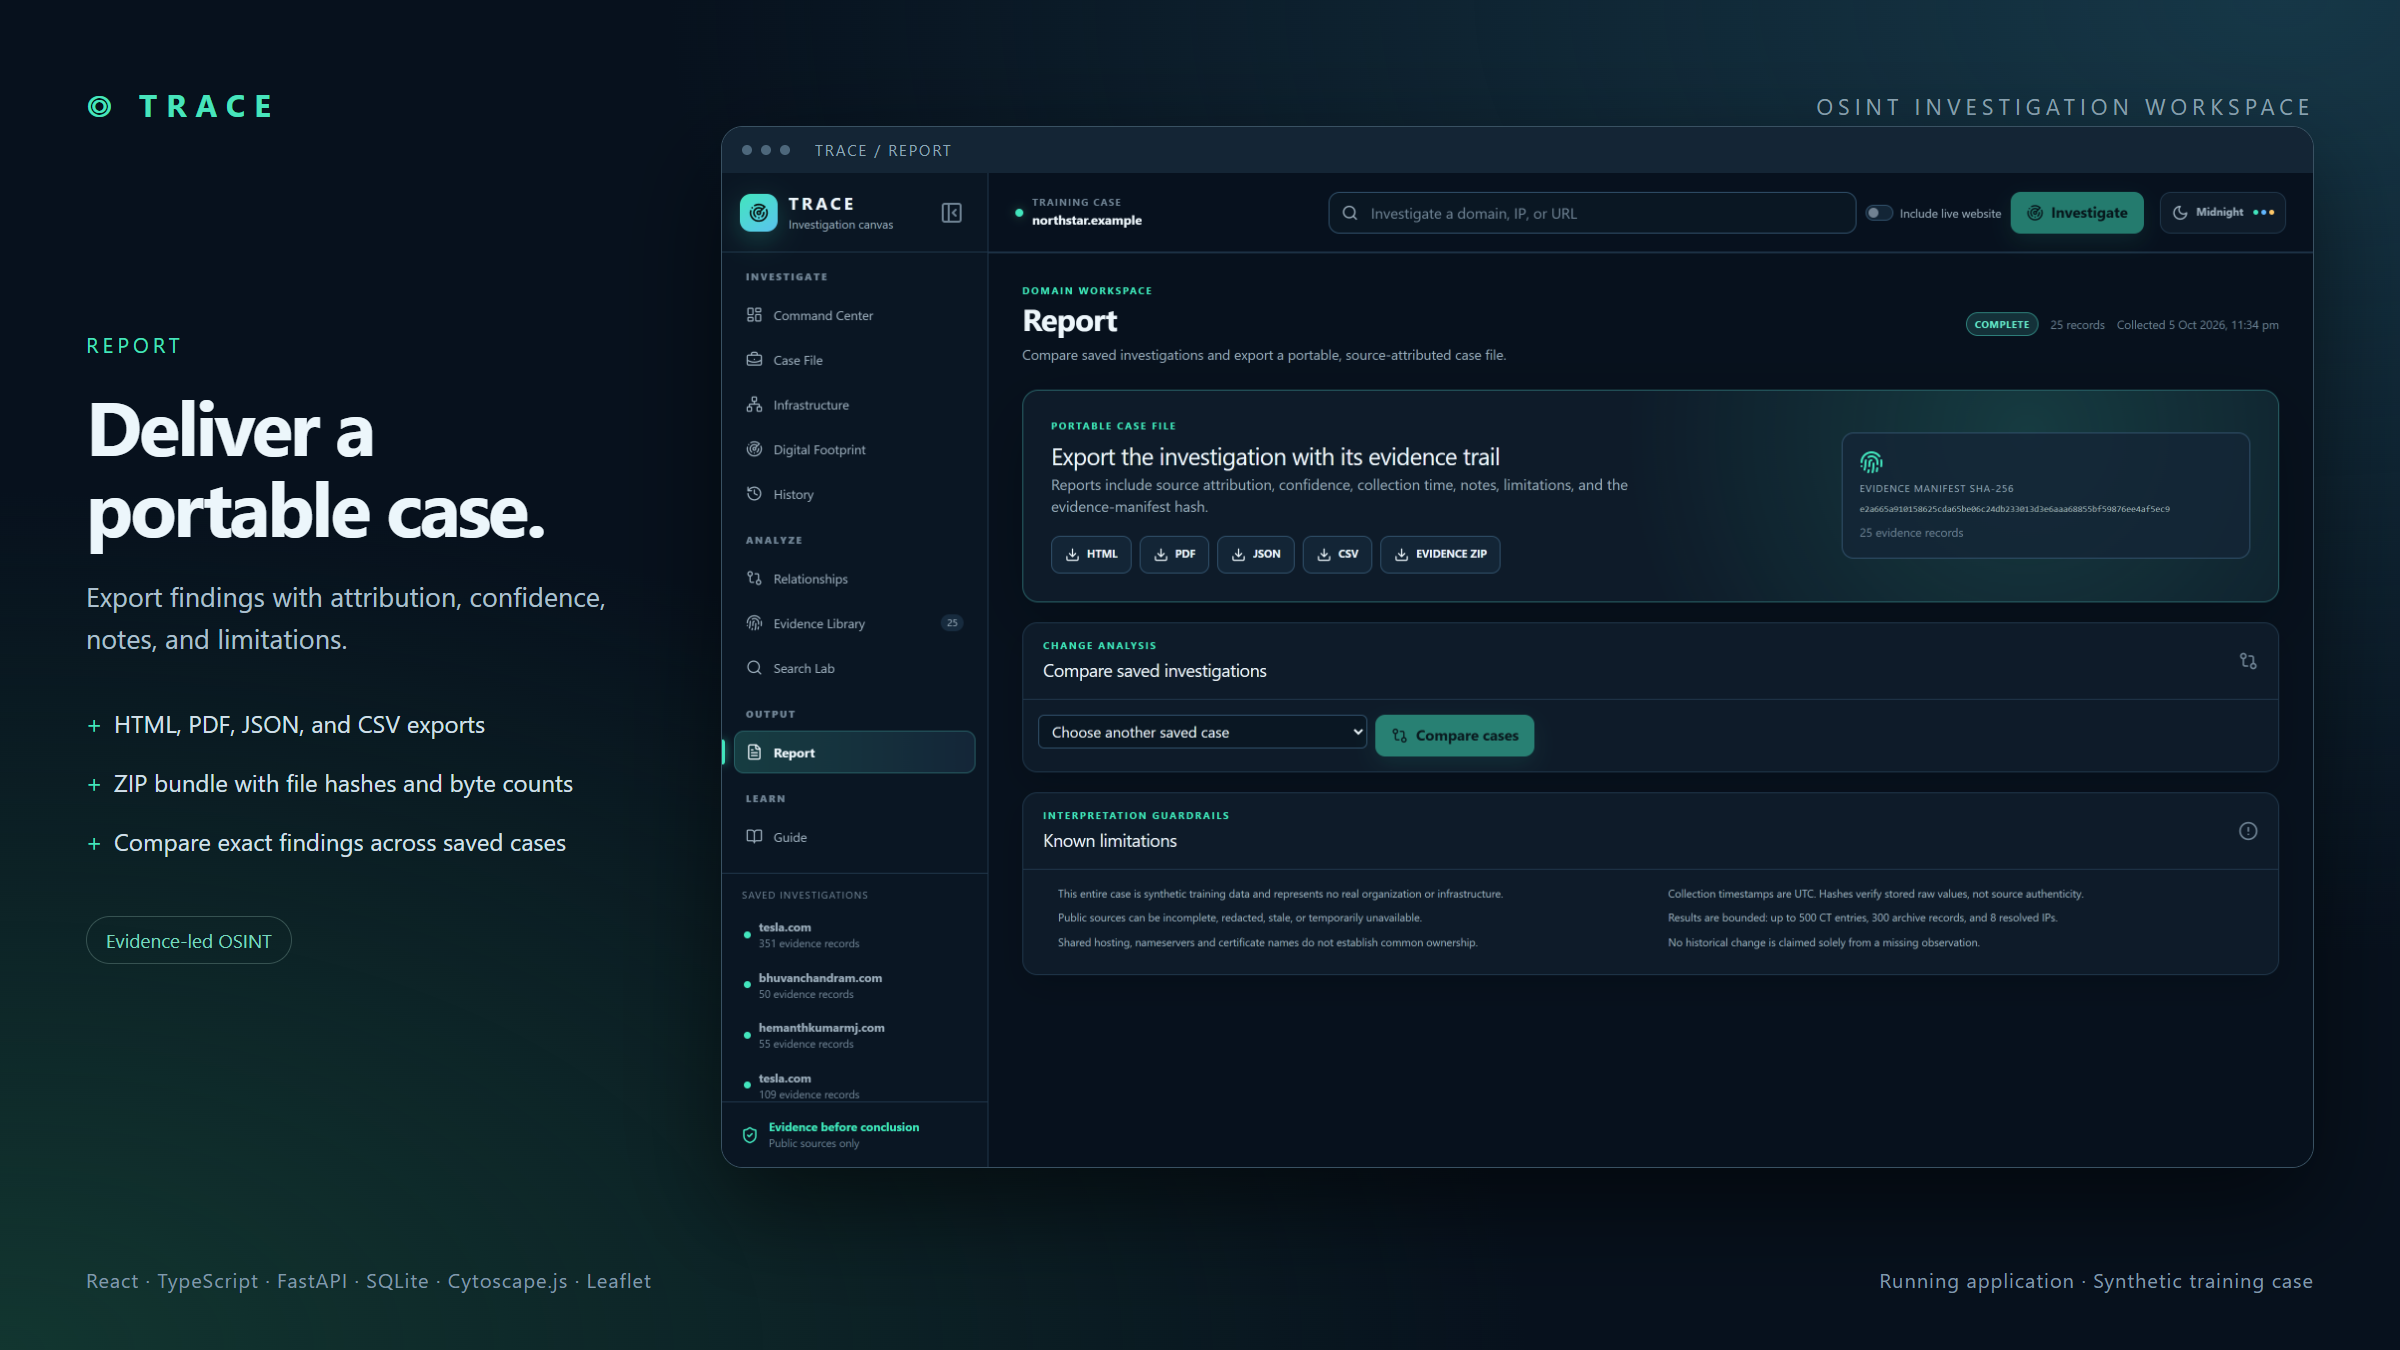 TRACE
OSINT INVESTIGATION WORKSPACE
REPORT
Deliver a
portable case.
Export findings with attribution, confidence,
notes, and limitations.
+ HTML, PDF, JSON, and CSV exports
+ ZIP bundle with file hashes and byte counts
+ Compare exact findings across saved cases
Evidence-led OSINT
React · TypeScript · FastAPI · SQLite · Cytoscape.js · Leaflet
TRACE / REPORT
TRACE
Investigation canvas
INVESTIGATE
Command Center
Case File
Infrastructure
Digital Footprint
History
ANALYZE
Relationships
Evidence Library 25
Search Lab
OUTPUT
Report
LEARN
Guide
SAVED INVESTIGATIONS
tesla.com
351 evidence records
bhuvanchandram.com
50 evidence records
hemanthkumarmj.com
55 evidence records
tesla.com
109 evidence records
Evidence before conclusion
Public sources only
TRAINING CASE
northstar.example
Investigate a domain, IP, or URL
Include live website
Investigate
Midnight
DOMAIN WORKSPACE
Report
Compare saved investigations and export a portable, source-attributed case file.
COMPLETE 25 records Collected 5 Oct 2026, 11:34 pm
PORTABLE CASE FILE
Export the investigation with its evidence trail
Reports include source attribution, confidence, collection time, notes, limitations, and the
evidence-manifest hash.
HTML PDF JSON CSV EVIDENCE ZIP
EVIDENCE MANIFEST SHA-256
25 evidence records
CHANGE ANALYSIS
Compare saved investigations
Choose another saved case
Compare cases
INTERPRETATION GUARDRAILS
Known limitations
This entire case is synthetic training data and represents no real organization or infrastructure.
Public sources can be incomplete, redacted, stale, or temporarily unavailable.
Shared hosting, nameservers and certificate names do not establish common ownership.
Collection timestamps are UTC. Hashes verify stored raw values, not source authenticity.
Results are bounded: up to 500 CT entries, 300 archive records, and 8 resolved IPs.
No historical change is claimed solely from a missing observation.
Running application · Synthetic training case